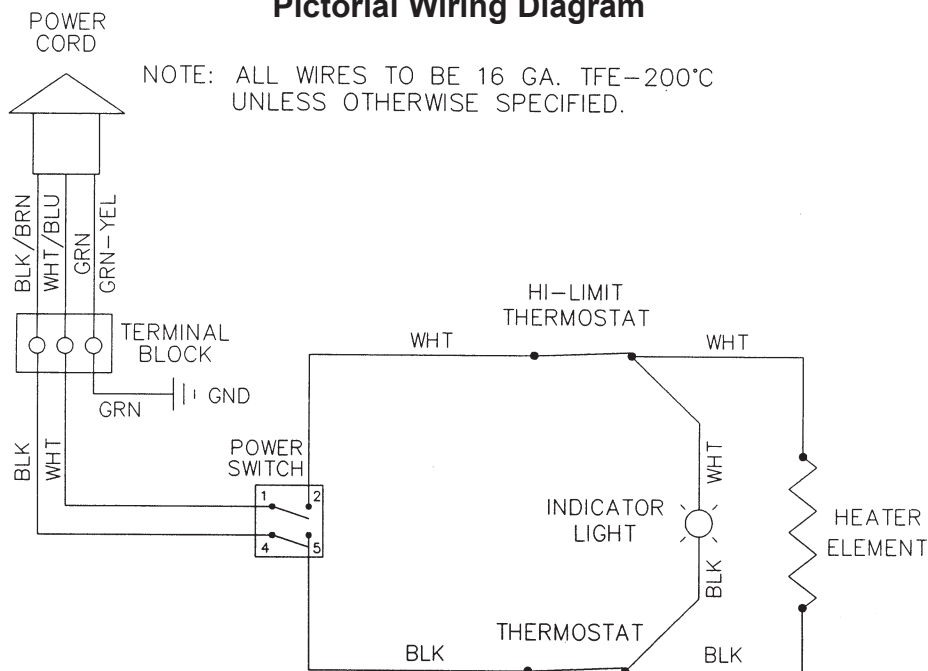 Pictorial Wiring Diagram
POWER
CORD
NOTE: ALL WIRES TO BE 16 GA. TFE-200°C
UNLESS OTHERWISE SPECIFIED.
BLK/BRN
WHT/BLU
GRN
GRN-YEL
TERMINAL
BLOCK
GRN
GND
BLK
WHT
POWER
SWITCH
1
2
4
5
HI-LIMIT
THERMOSTAT
WHT
WHT
WHT
INDICATOR
LIGHT
BLK
HEATER
ELEMENT
THERMOSTAT
BLK
BLK